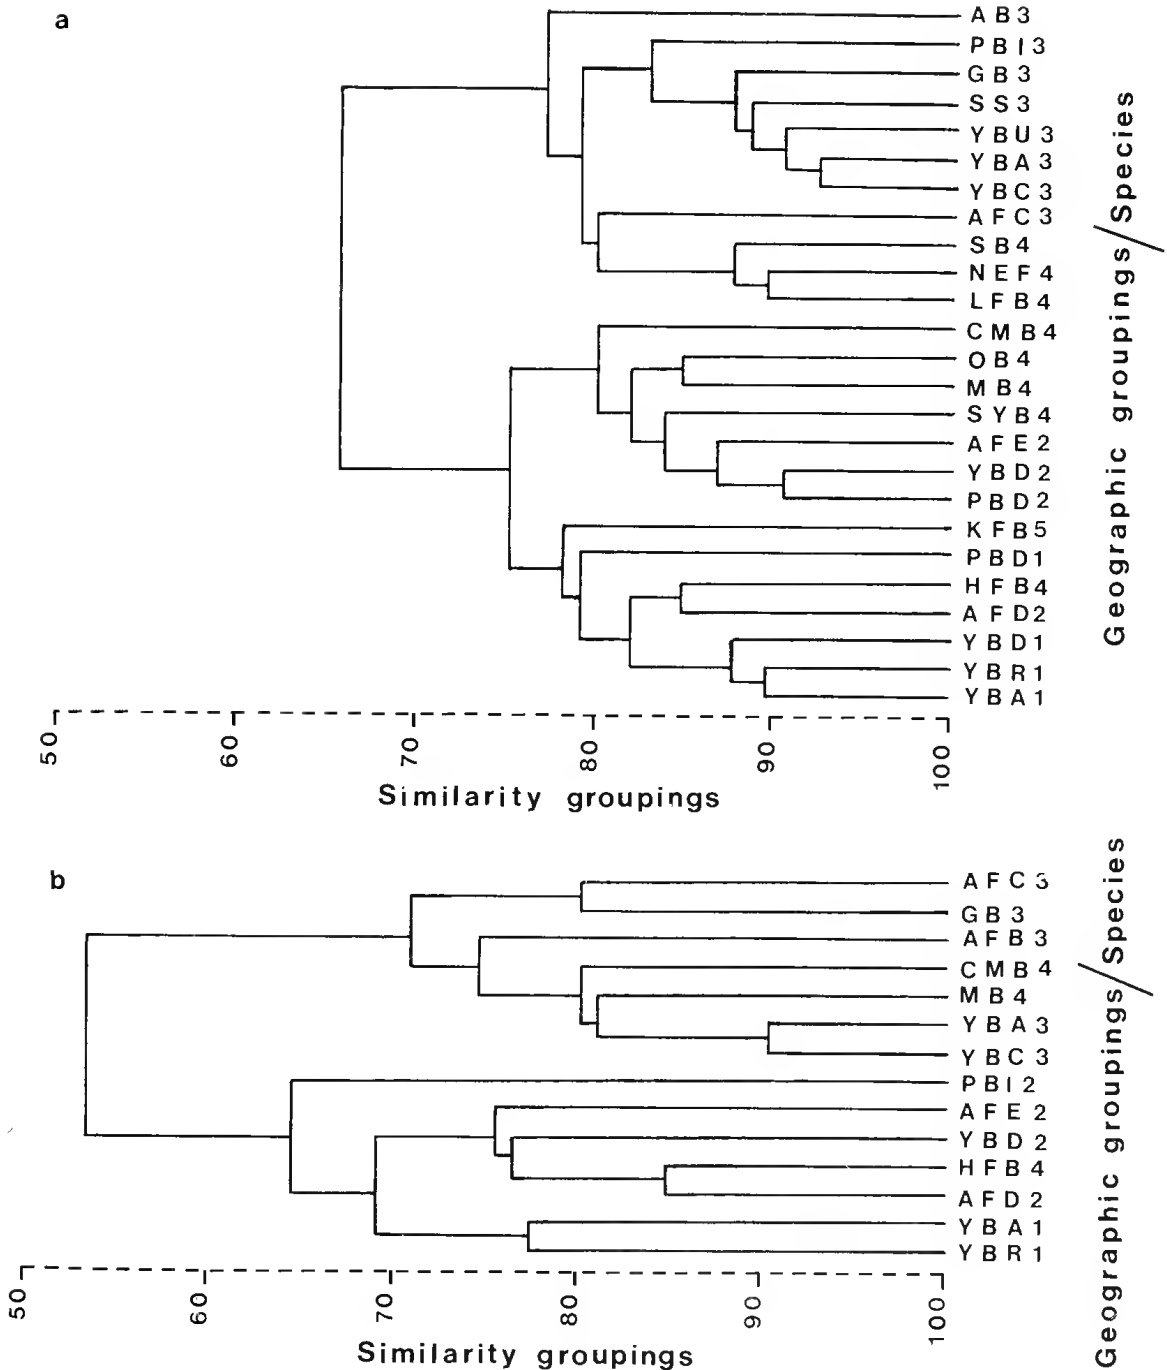 a
AB3
PBI3
GB3
SS3
YBU3
YBA3
YBC3
AFC3
SB4
NEF4
LFB4
CMB4
OB4
MB4
SYB4
AFE2
YBD2
PBD2
KFB5
PBD1
HFB4
AFD2
YBD1
YBR1
YBA1
Geographic groupings/Species
50 60 70 80 90 100
Similarity groupings
b
AFC3
GB3
AFB3
CMB4
MB4
YBA3
YBC3
PBI2
AFE2
YBD2
HFB4
AFD2
YBA1
YBR1
Geographic groupings/Species
50 60 70 80 90 100
Similarity groupings